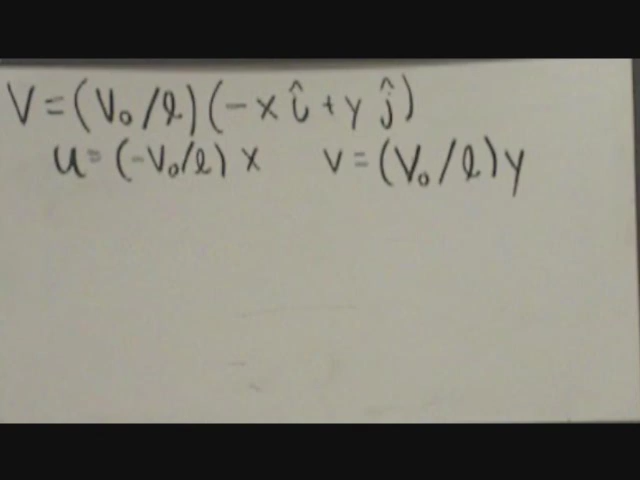 V = (V₀/ℓ)(-x î + y ĵ)
u = (-V₀/ℓ) x v = (V₀/ℓ) y